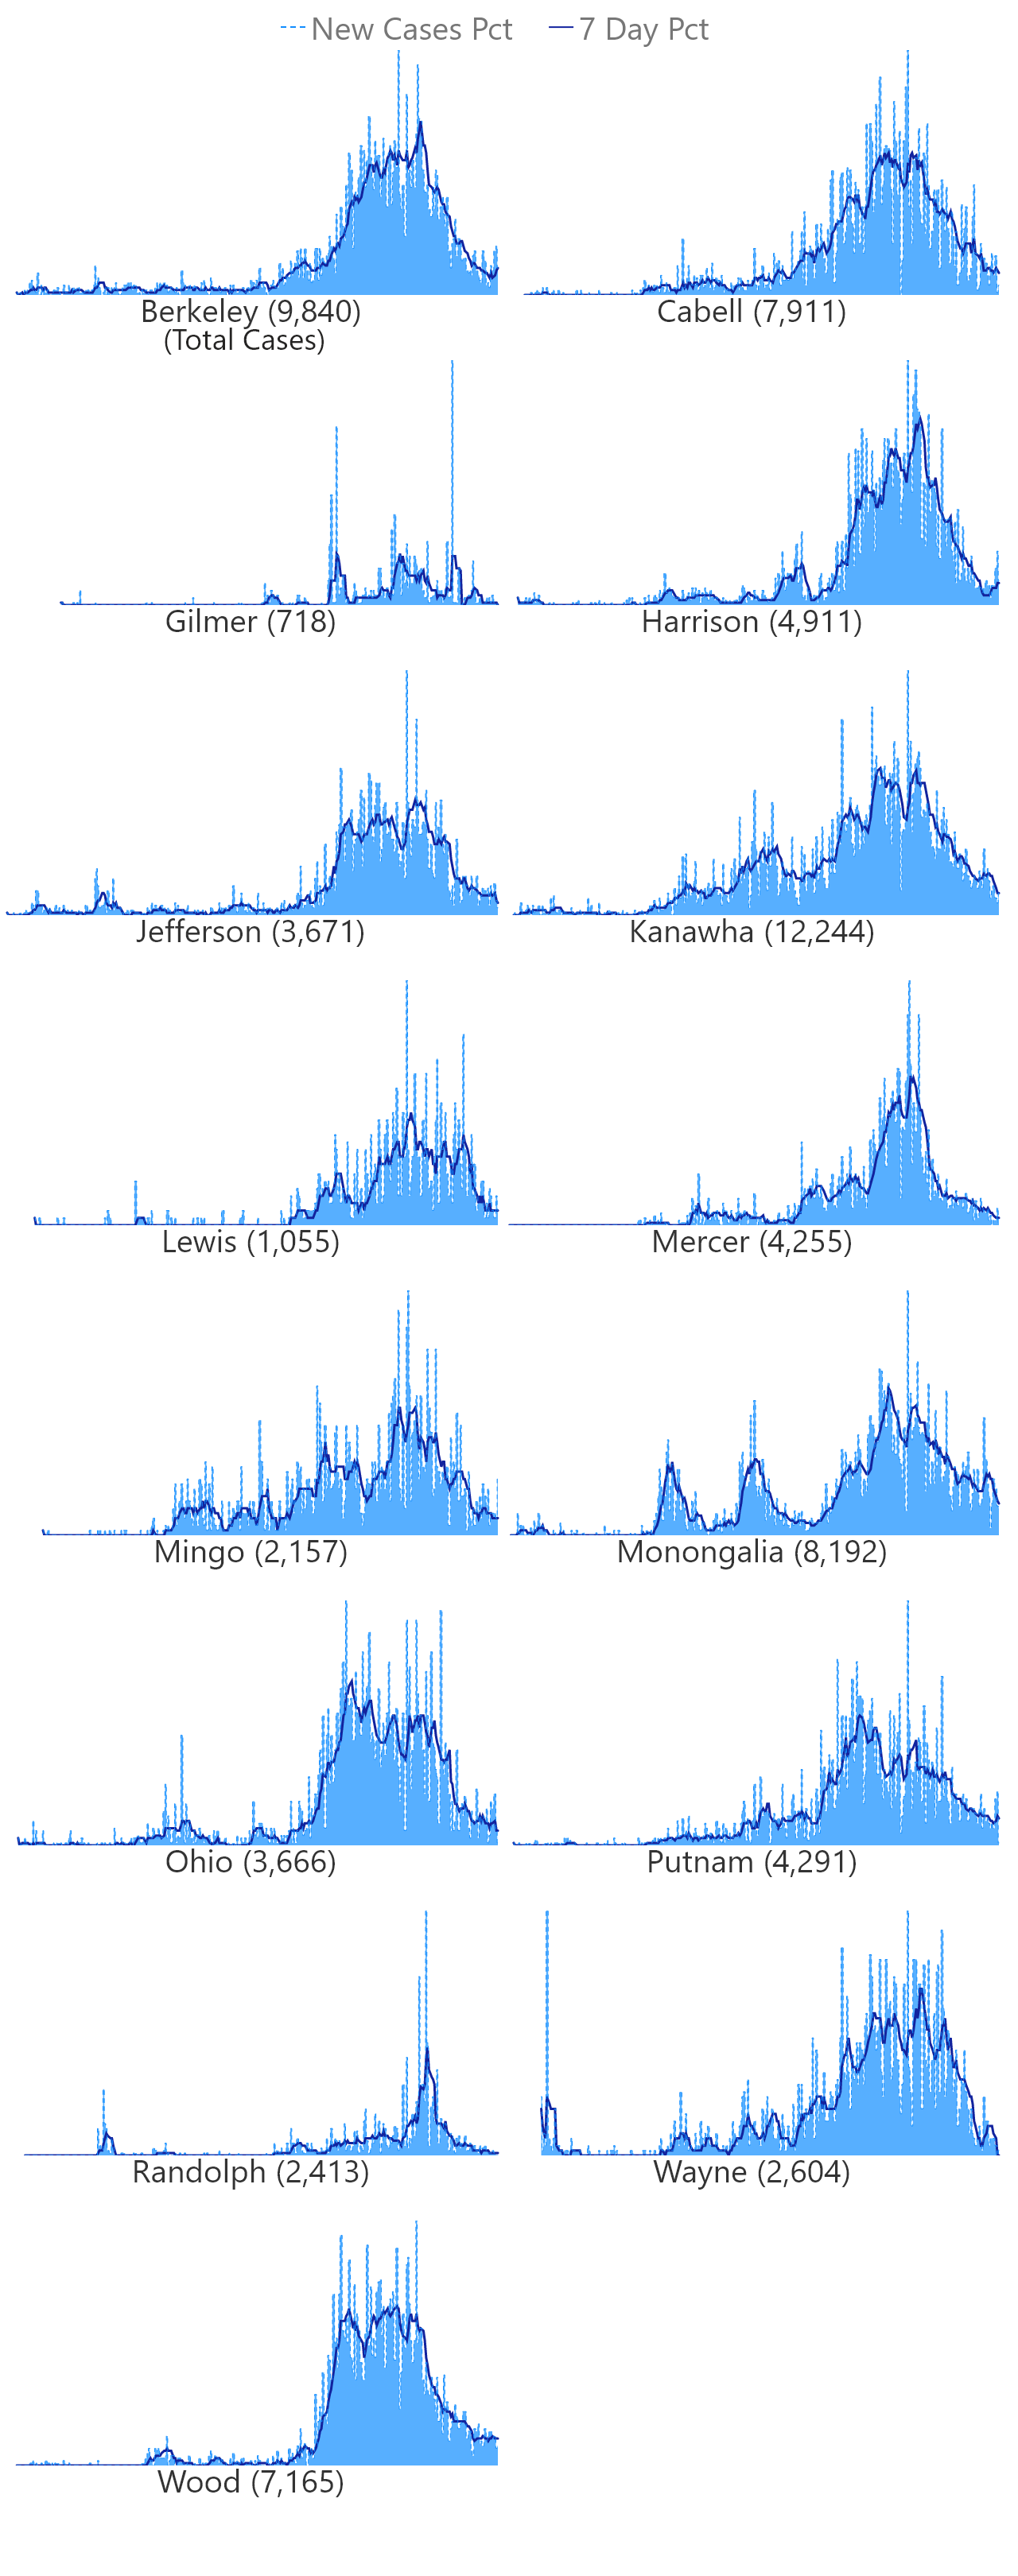 New Cases Pct 7 Day Pct
Berkeley (9,840) Cabell (7,911)
(Total Cases)
Gilmer (718) Harrison (4,911)
Jefferson (3,671) Kanawha (12,244)
Lewis (1,055) Mercer (4,255)
Mingo (2,157) Monongalia (8,192)
Ohio (3,666) Putnam (4,291)
Randolph (2,413) Wayne (2,604)
Wood (7,165)